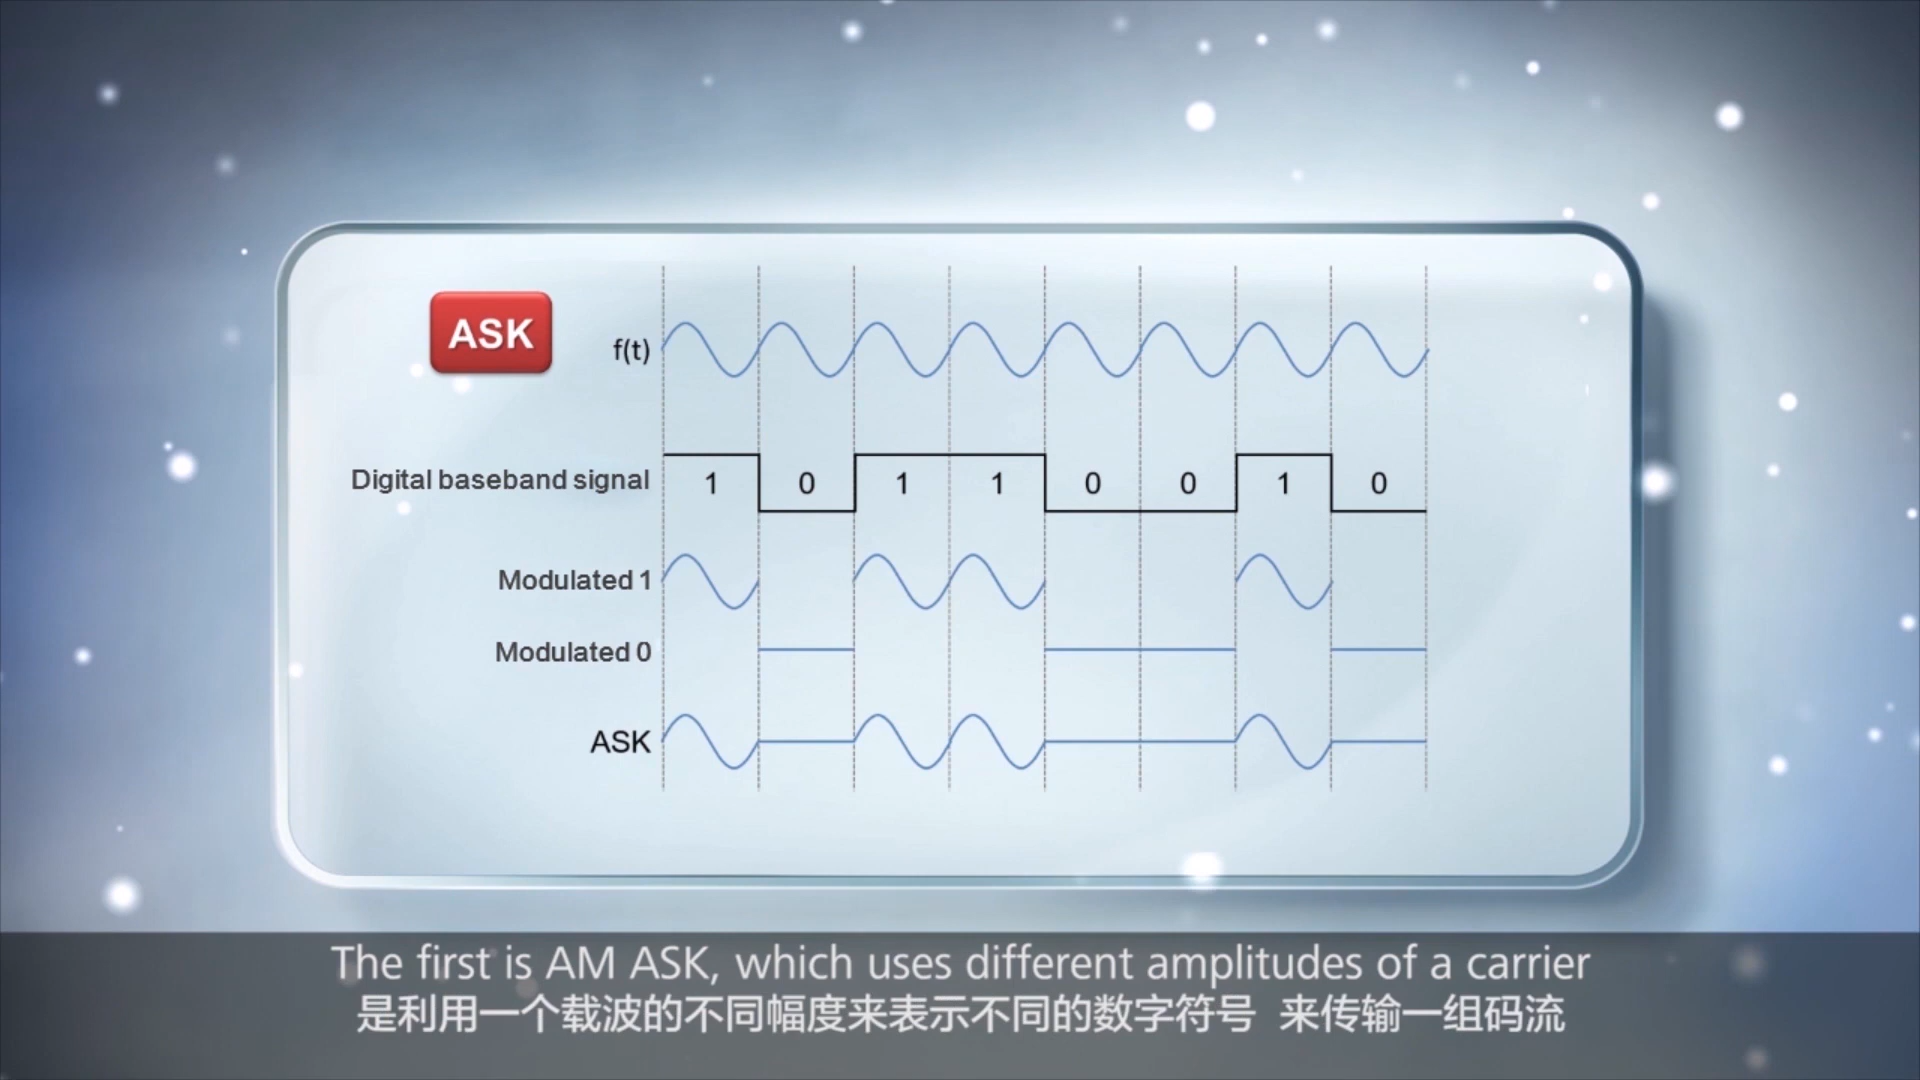 ASK
f(t)
Digital baseband signal 1 0 1 1 0 0 1 0
Modulated 1
Modulated 0
ASK
The first is AM ASK, which uses different amplitudes of a carrier
是利用一个载波的不同幅度来表示不同的数字符号 来传输一组码流